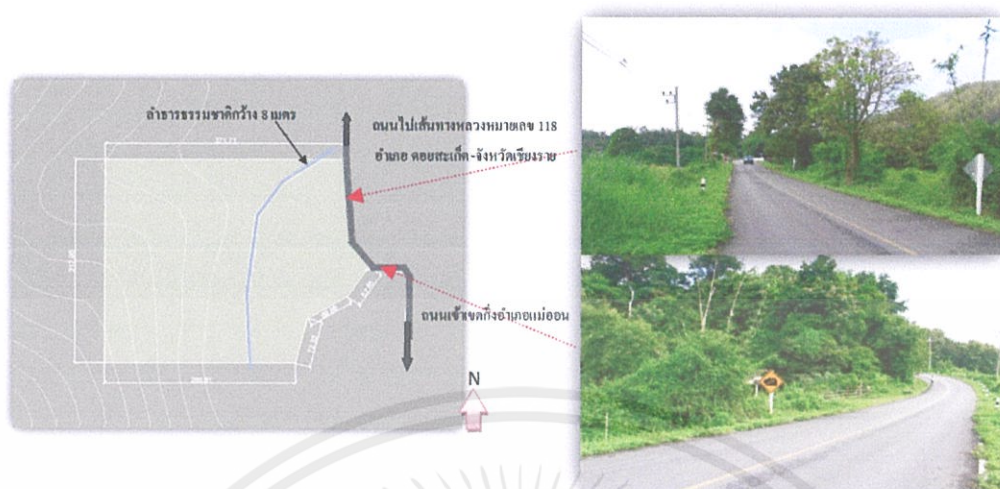 ลำธารธรรมชาติกว้าง 8 เมตร
ถนนไปเส้นทางหลวงหมายเลข 118
อำเภอ ดอยสะเก็ด-จังหวัดเชียงราย
ถนนเข้าเขตกิ่งอำเภอแม่ออน
N